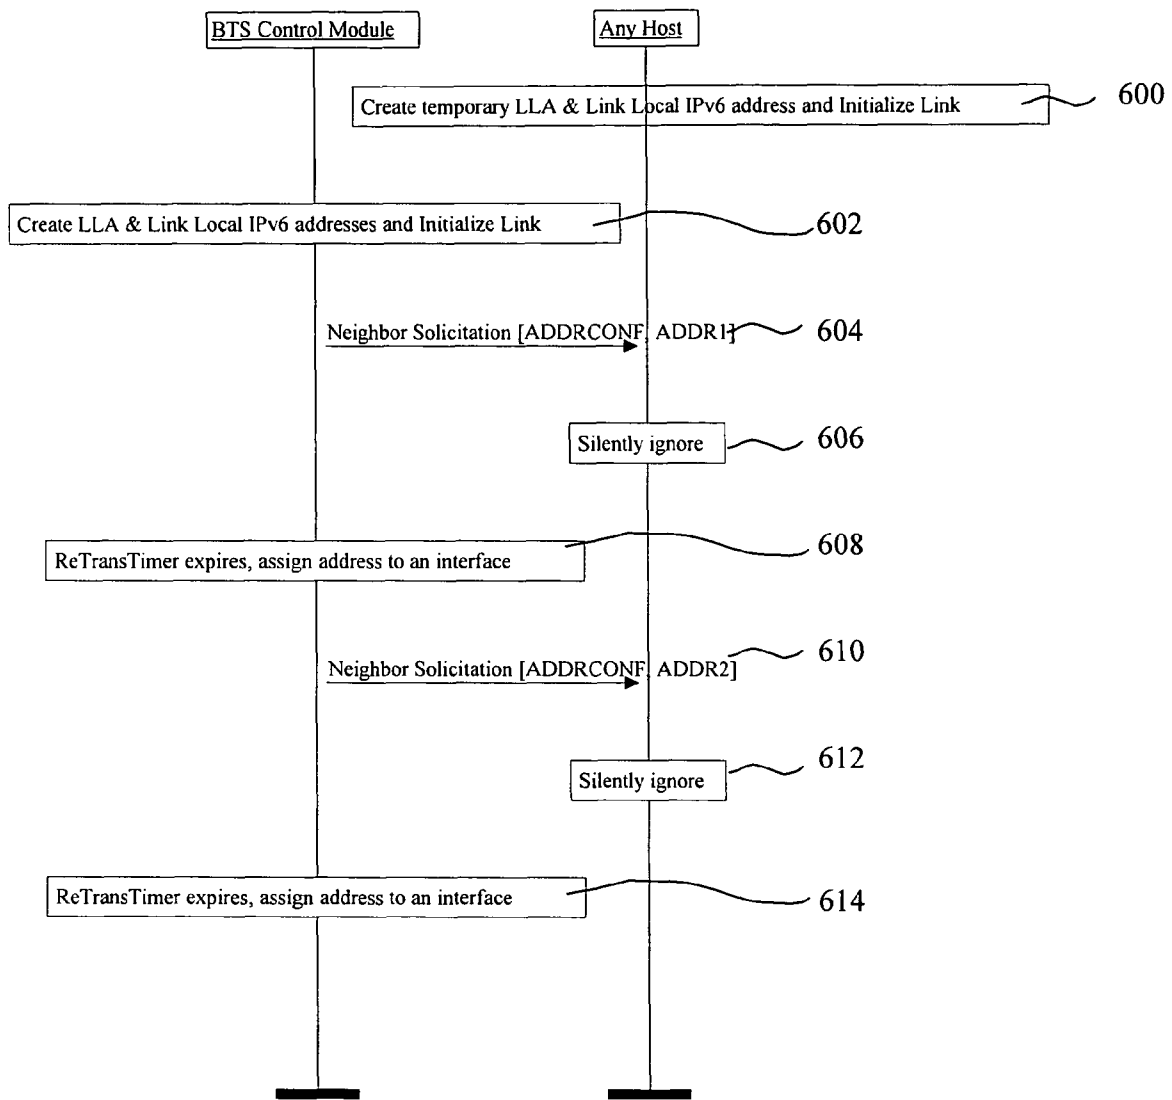 BTS Control Module
Any Host
Create temporary LLA & Link Local IPv6 address and Initialize Link
600
Create LLA & Link Local IPv6 addresses and Initialize Link
602
Neighbor Solicitation [ADDRCONF, ADDR1]
604
Silently ignore
606
ReTransTimer expires, assign address to an interface
608
Neighbor Solicitation [ADDRCONF, ADDR2]
610
Silently ignore
612
ReTransTimer expires, assign address to an interface
614